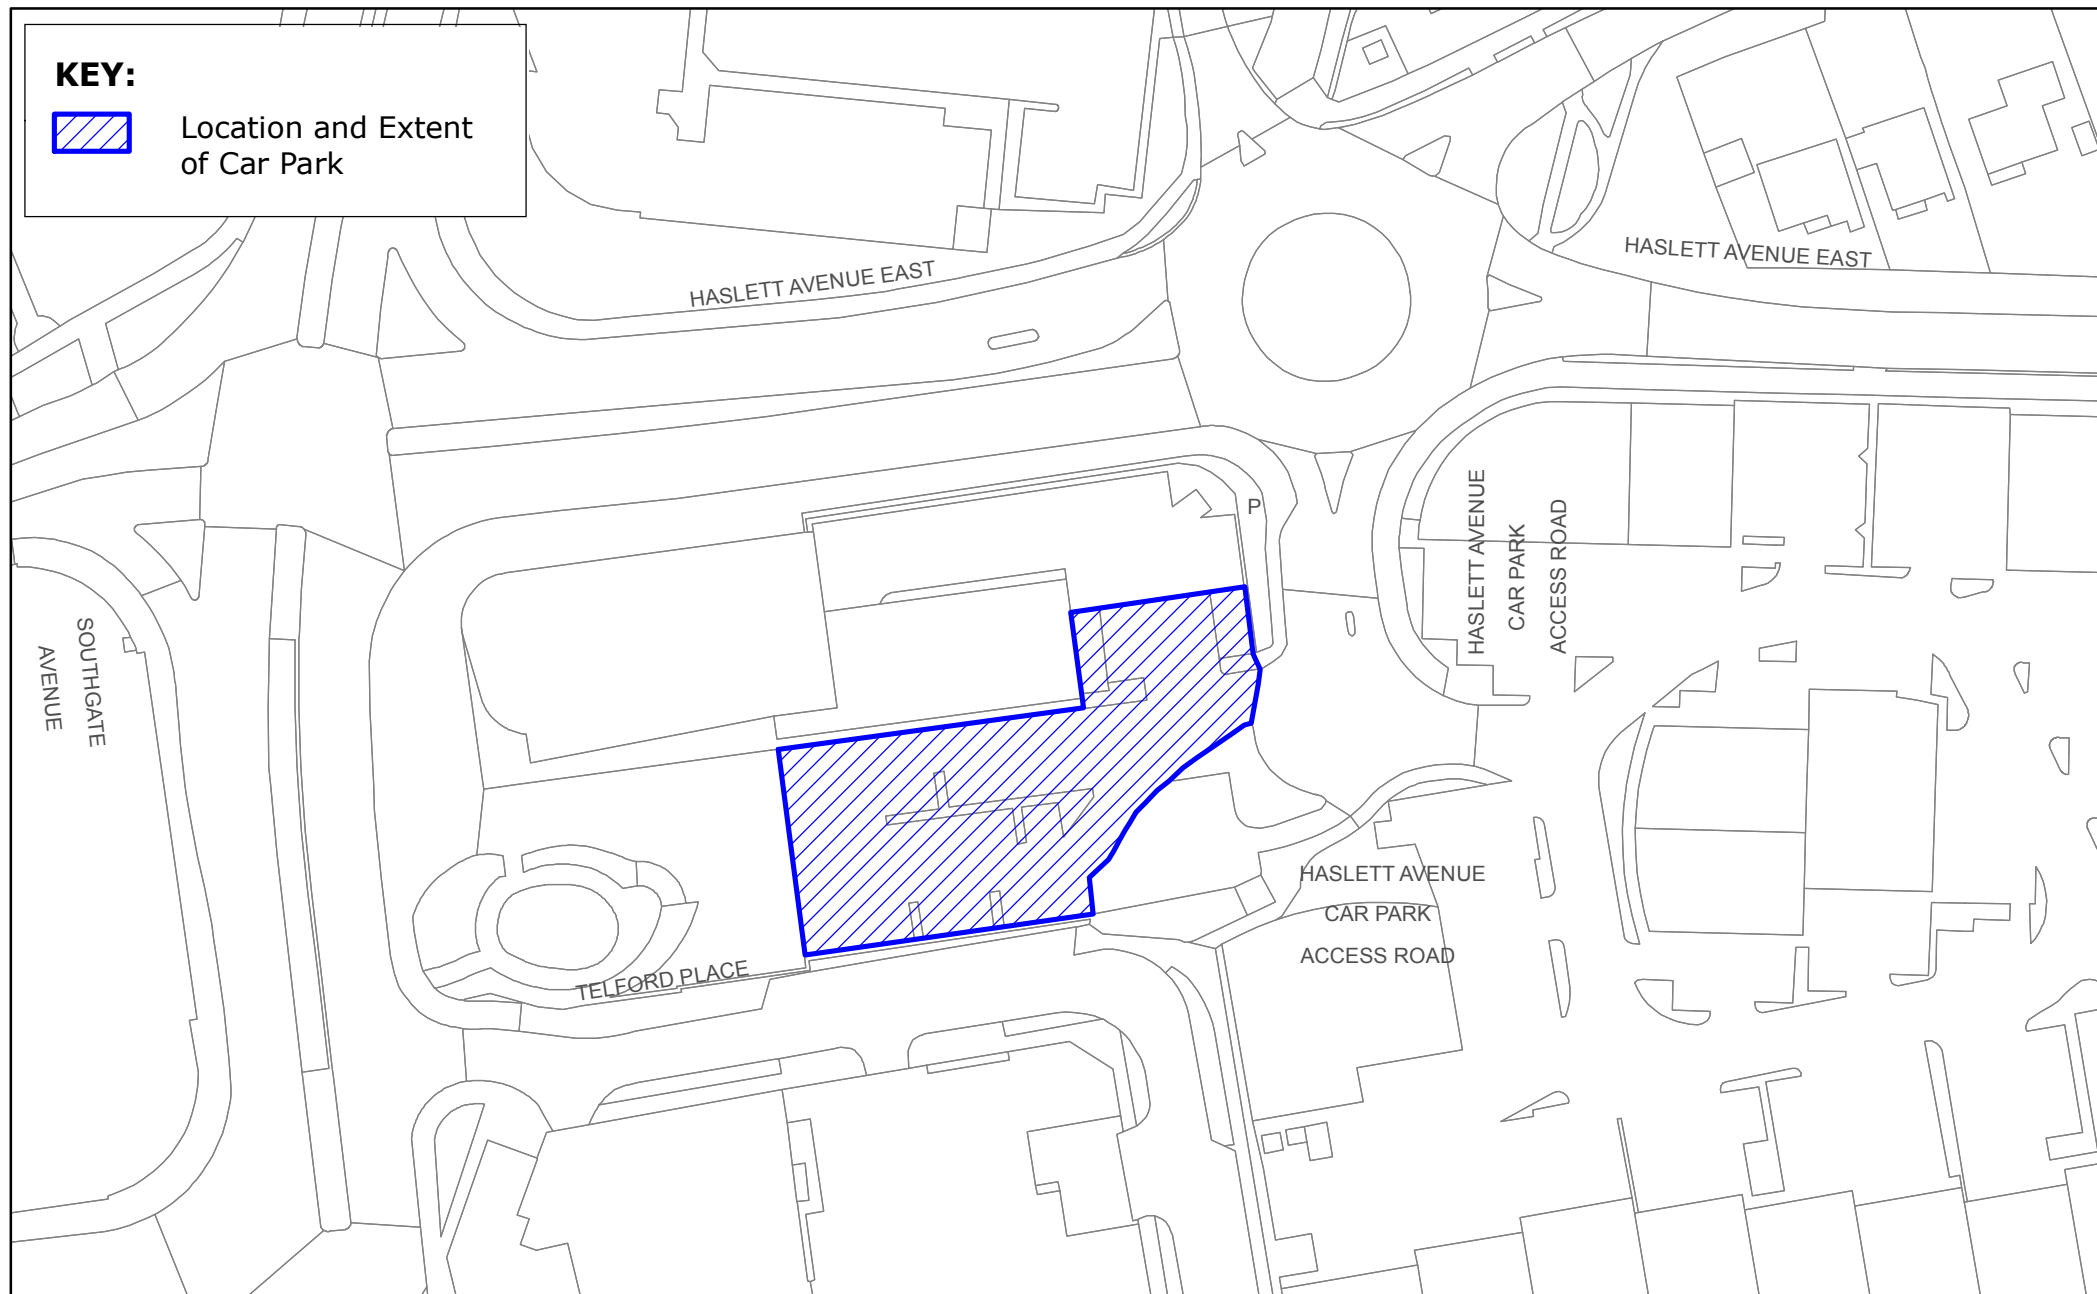 KEY:
Location and Extent
of Car Park
HASLETT AVENUE EAST
HASLETT AVENUE EAST
P
HASLETT AVENUE
CAR PARK
ACCESS ROAD
SOUTHGATE
AVENUE
HASLETT AVENUE
CAR PARK
ACCESS ROAD
TELFORD PLACE